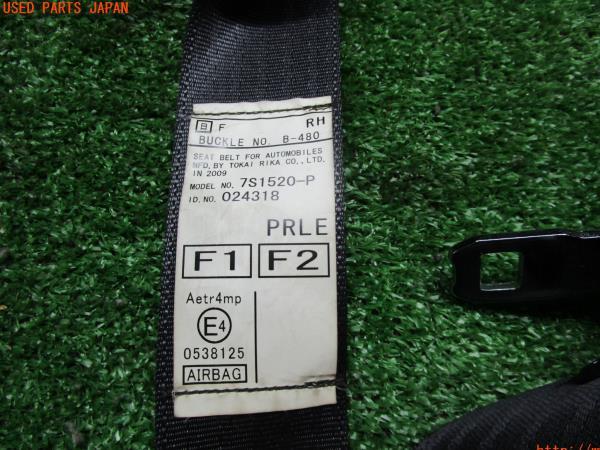 USED PARTS JAPAN
F RH
BUCKLE NO. B-480
SEAT BELT FOR AUTOMOBILES
MFD. BY TOKAI RIKA CO., LTD.
IN 2009
MODEL NO. 7S1520-P
ID. NO. 024318
PRLE
F1 F2
Aetr4mp
E4
0538125
AIRBAG